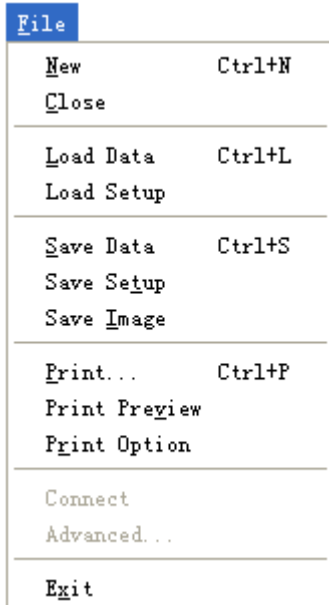 File
New Ctrl+N
Close
Load Data Ctrl+L
Load Setup
Save Data Ctrl+S
Save Setup
Save Image
Print... Ctrl+P
Print Preview
Print Option
Connect
Advanced...
Exit